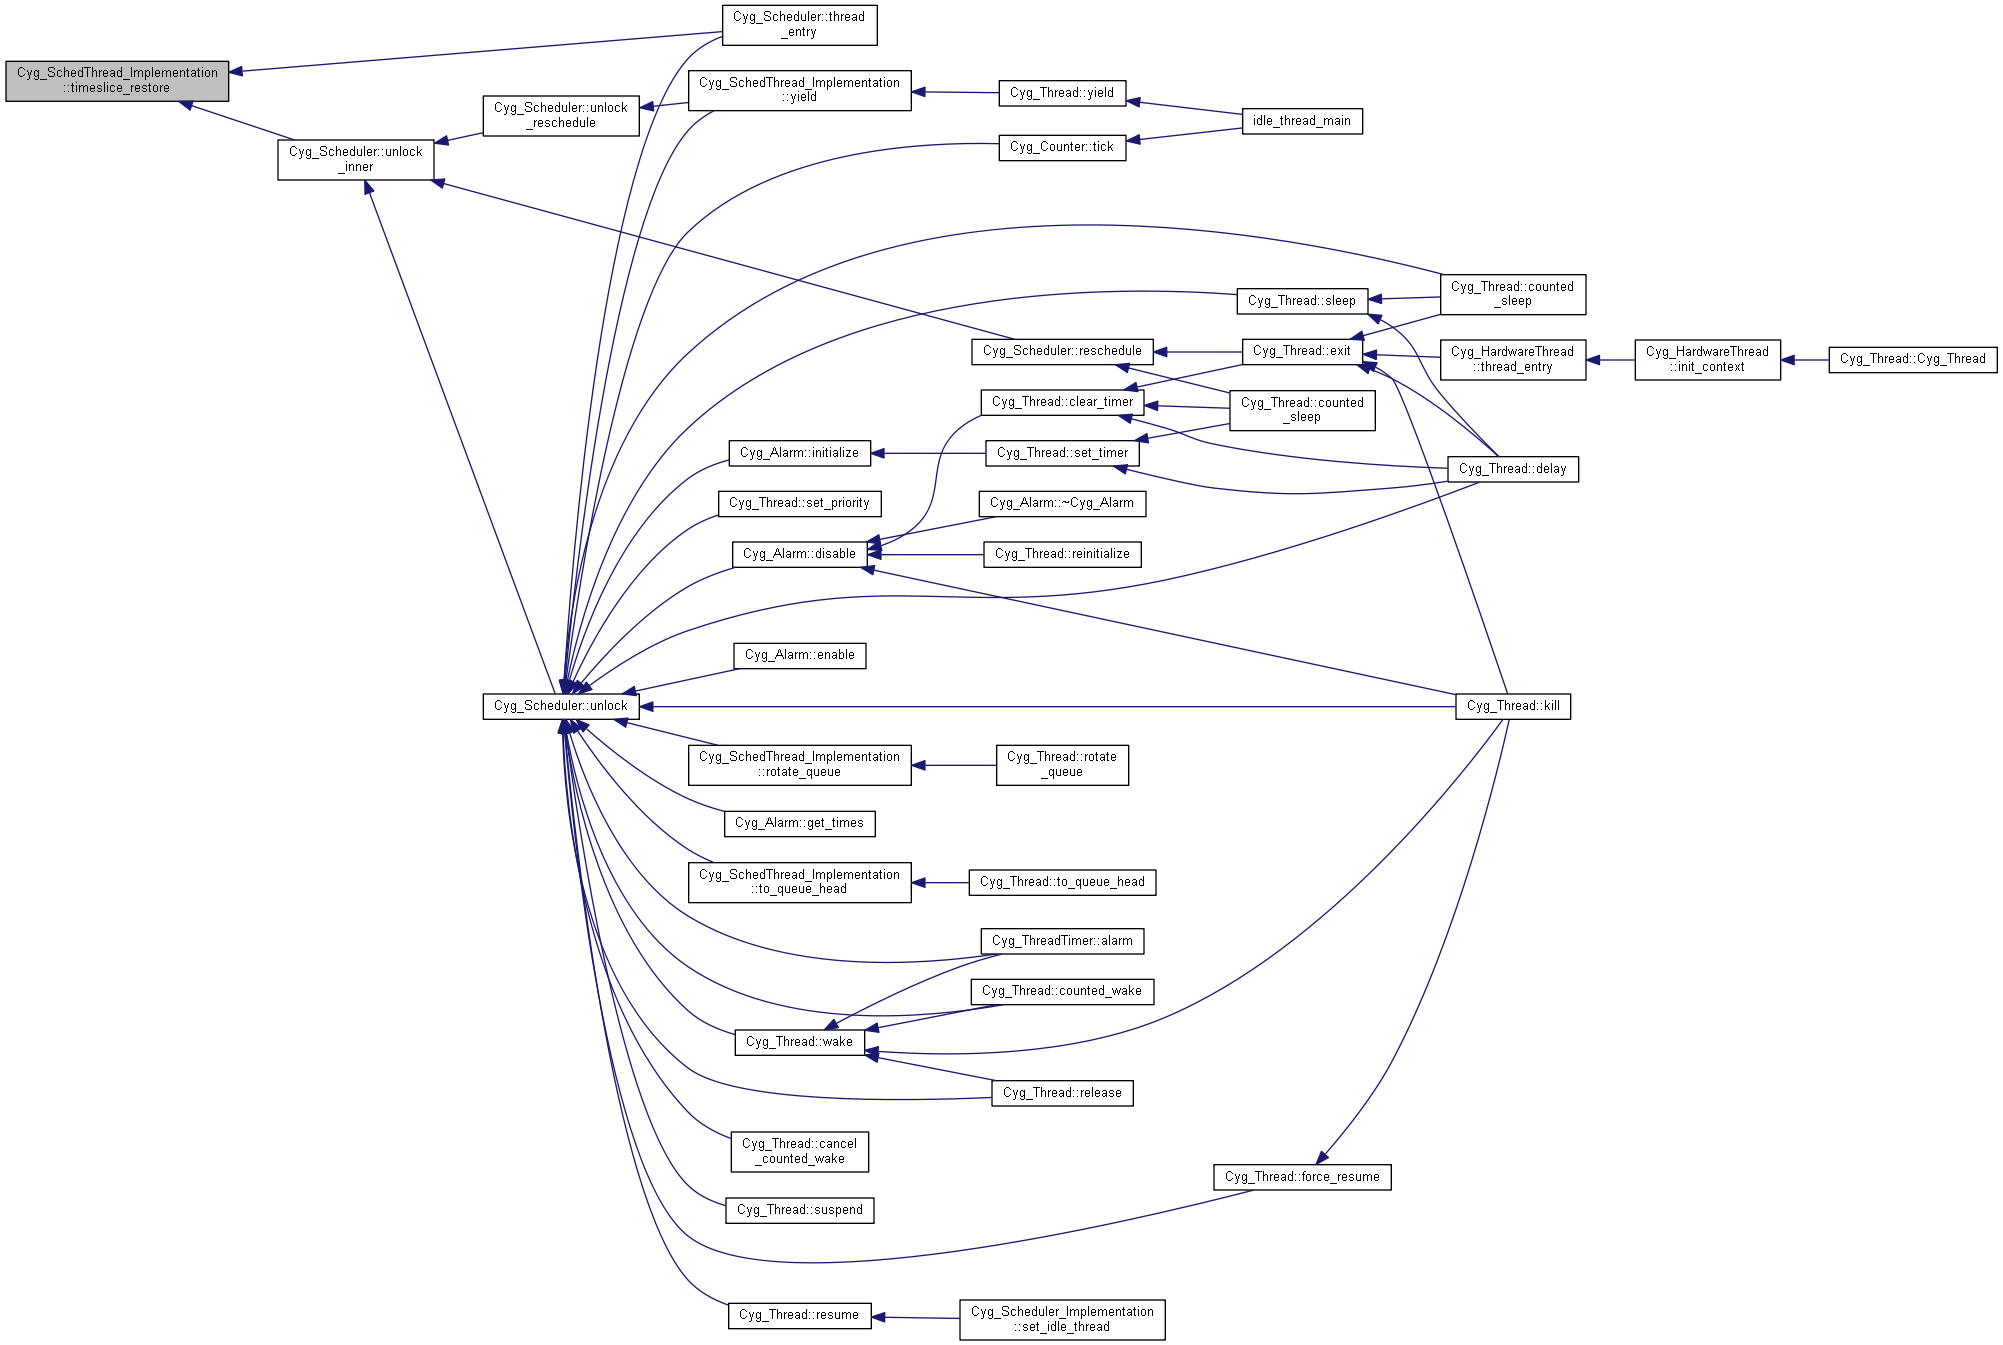 Cyg_Scheduler::thread
_entry
Cyg_SchedThread_Implementation
::timeslice_restore
Cyg_SchedThread_Implementation
::yield
Cyg_Thread::yield
Cyg_Scheduler::unlock
_reschedule
idle_thread_main
Cyg_Counter::tick
Cyg_Scheduler::unlock
_inner
Cyg_Thread::counted
_sleep
Cyg_Thread::sleep
Cyg_Scheduler::reschedule
Cyg_Thread::exit
Cyg_HardwareThread
::thread_entry
Cyg_HardwareThread
::init_context
Cyg_Thread::Cyg_Thread
Cyg_Thread::clear_timer
Cyg_Thread::counted
_sleep
Cyg_Alarm::initialize
Cyg_Thread::set_timer
Cyg_Thread::delay
Cyg_Thread::set_priority
Cyg_Alarm::~Cyg_Alarm
Cyg_Alarm::disable
Cyg_Thread::reinitialize
Cyg_Alarm::enable
Cyg_Scheduler::unlock
Cyg_Thread::kill
Cyg_SchedThread_Implementation
::rotate_queue
Cyg_Thread::rotate
_queue
Cyg_Alarm::get_times
Cyg_SchedThread_Implementation
::to_queue_head
Cyg_Thread::to_queue_head
Cyg_ThreadTimer::alarm
Cyg_Thread::counted_wake
Cyg_Thread::wake
Cyg_Thread::release
Cyg_Thread::cancel
_counted_wake
Cyg_Thread::force_resume
Cyg_Thread::suspend
Cyg_Thread::resume
Cyg_Scheduler_Implementation
::set_idle_thread